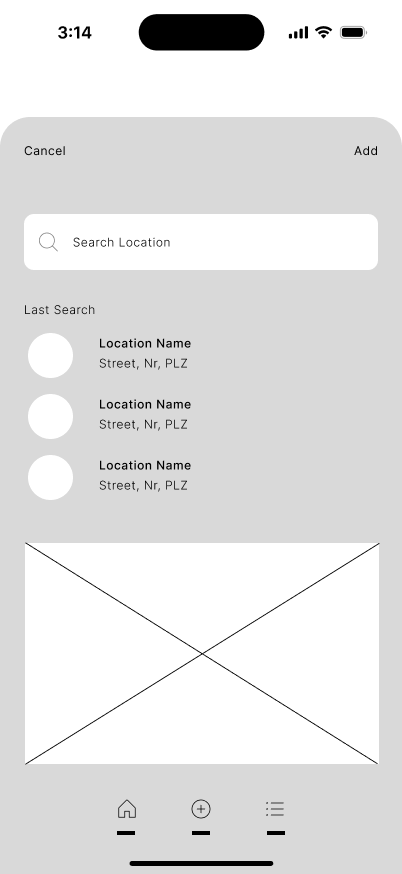 3:14
Cancel
Add
Search Location
Last Search
Location Name
Street, Nr, PLZ
Location Name
Street, Nr, PLZ
Location Name
Street, Nr, PLZ